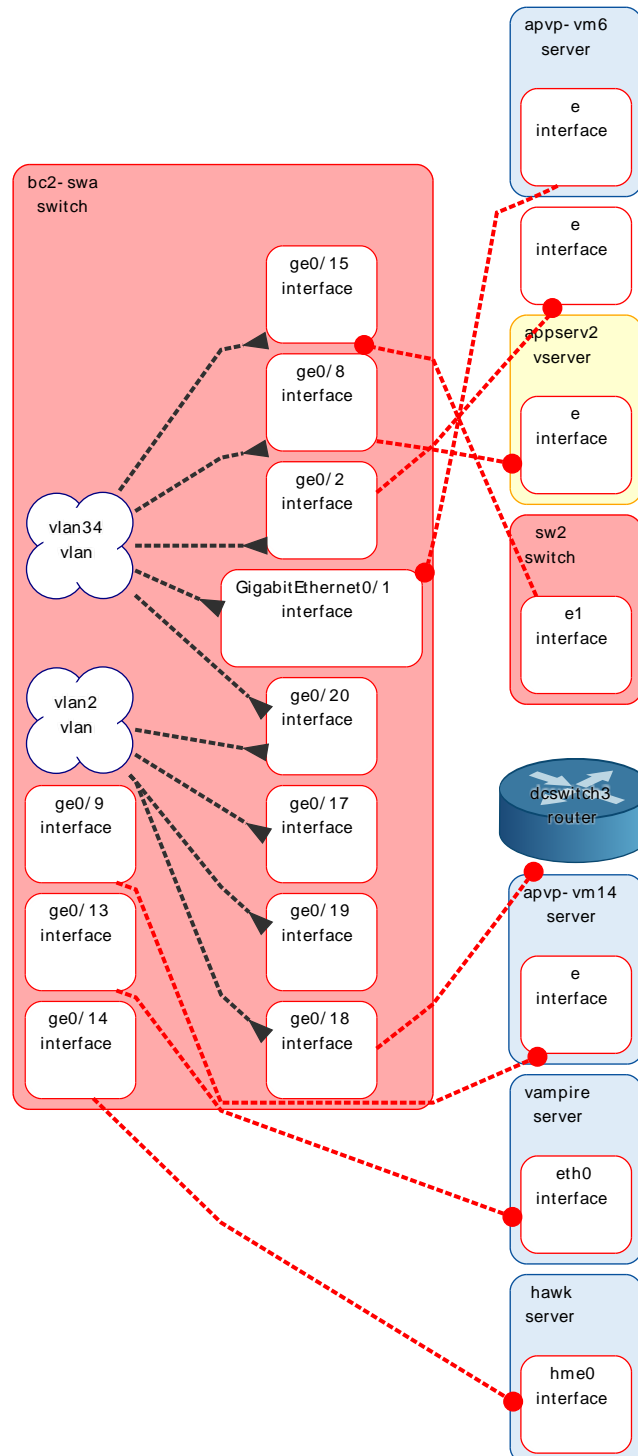 apvp-vm6
server
e
interface
bc2-swa
switch
e
interface
ge0/15
interface
appserv2
vserver
ge0/8
interface
e
interface
ge0/2
interface
vlan34
vlan
sw2
switch
GigabitEthernet0/1
interface
e1
interface
vlan2
vlan
ge0/20
interface
dcswitch3
router
ge0/9
interface
ge0/17
interface
apvp-vm14
server
ge0/13
interface
ge0/19
interface
e
interface
ge0/14
interface
ge0/18
interface
vampire
server
eth0
interface
hawk
server
hme0
interface